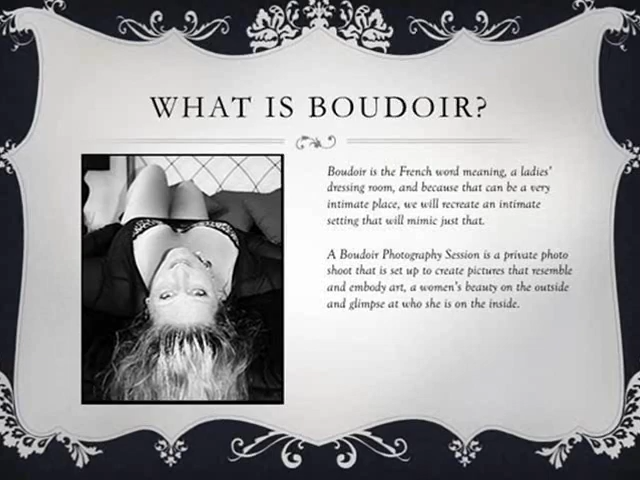 WHAT IS BOUDOIR?
Boudoir is the French word meaning, a ladies'
dressing room, and because that can be a very
intimate place, we will recreate an intimate
setting that will mimic just that.
A Boudoir Photography Session is a private photo
shoot that is set up to create pictures that resemble
and embody art, a women's beauty on the outside
and glimpse at who she is on the inside.